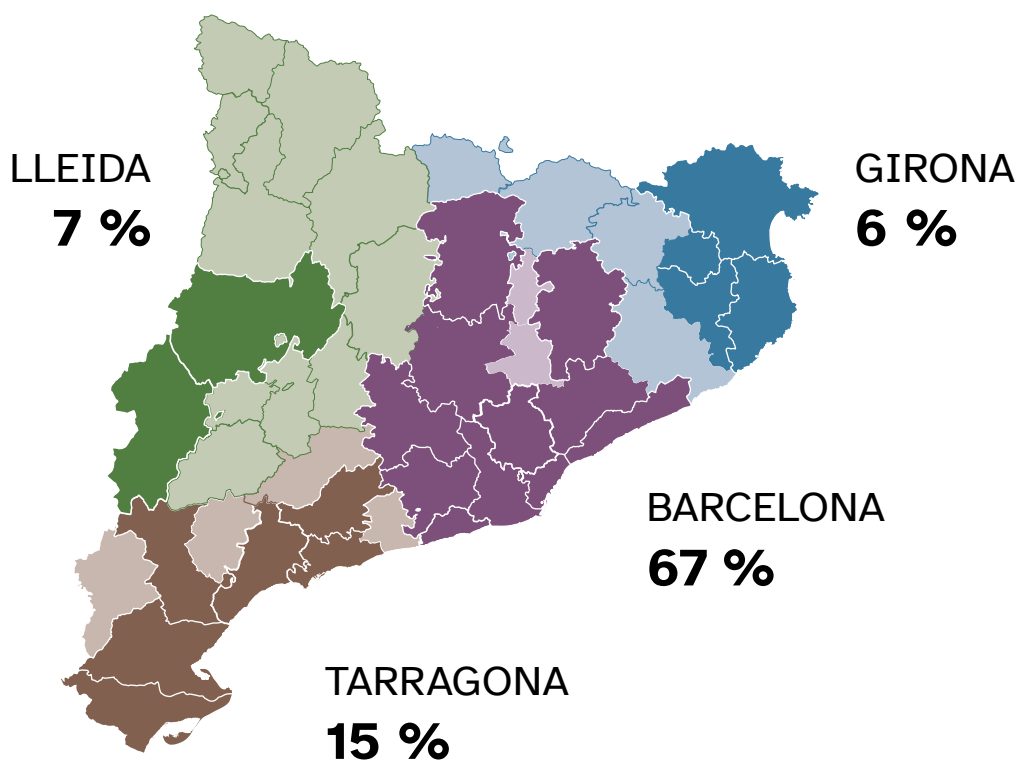 LLEIDA
7 %
GIRONA
6 %
BARCELONA
67 %
TARRAGONA
15 %